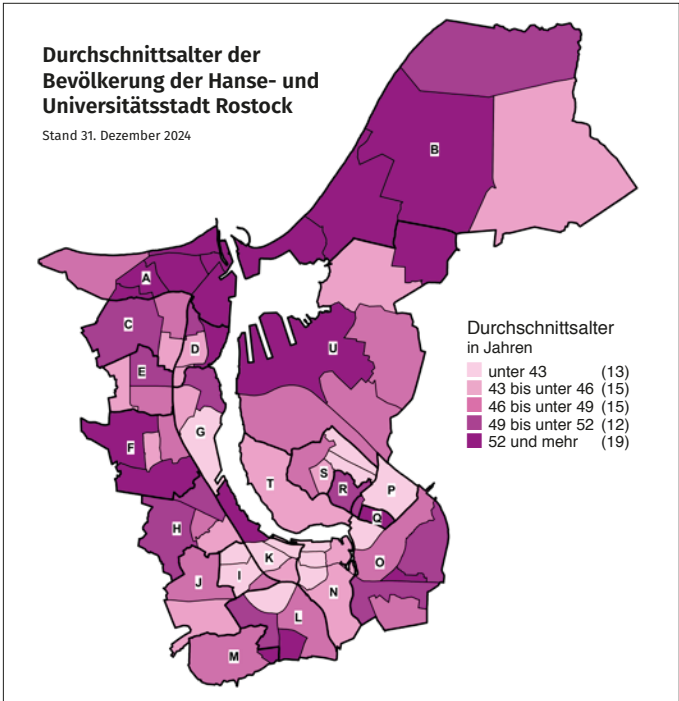 Durchschnittsalter der
Bevölkerung der Hanse- und
Universitätsstadt Rostock
Stand 31. Dezember 2024
B
A
C
D
U
Durchschnittsalter
in Jahren
unter 43 (13)
43 bis unter 46 (15)
46 bis unter 49 (15)
49 bis unter 52 (12)
52 und mehr (19)
E
G
F
S
T
R
P
Q
H
K
O
I
J
N
L
M